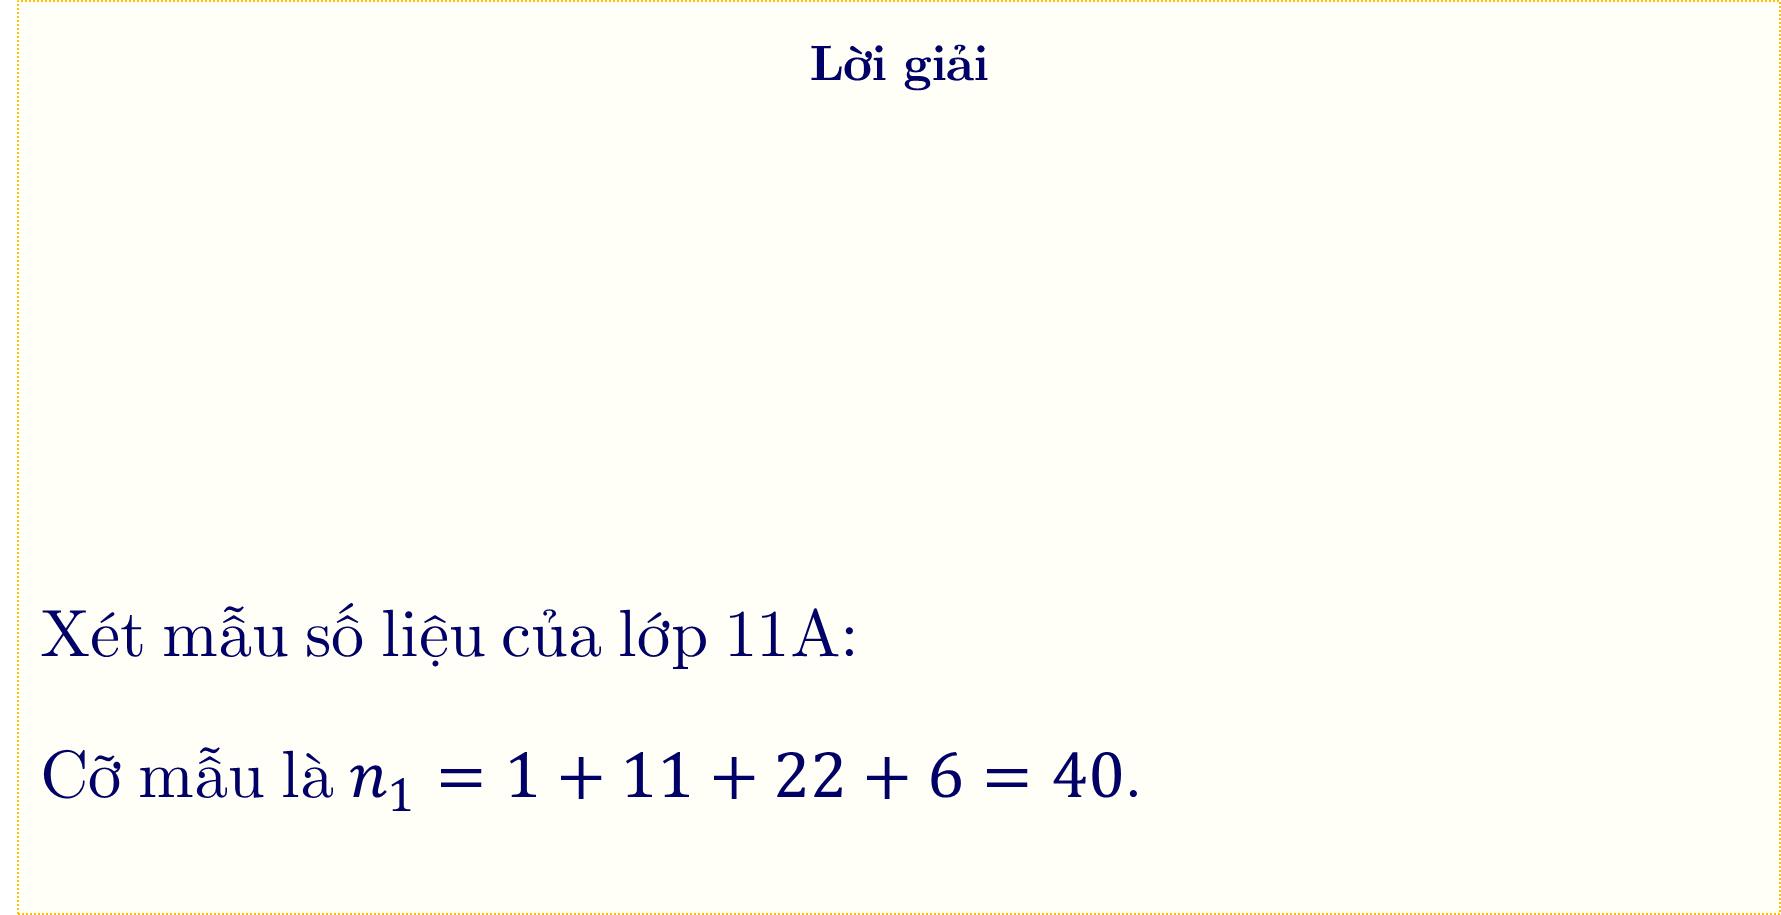 Lời giải
Xét mẫu số liệu của lớp 11A:
Cỡ mẫu là n₁ = 1 + 11 + 22 + 6 = 40.